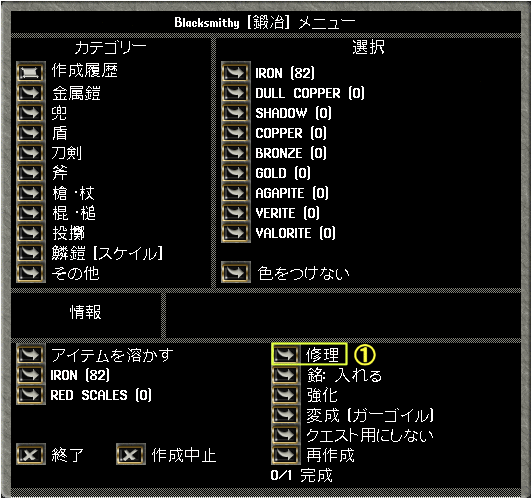 Blacksmithy [鍛冶] メニュー
カテゴリー
選択
作成履歴
金属鎧
兜
盾
刀剣
斧
槍・杖
棍・槌
投擲
鱗鎧 [スケイル]
その他
IRON (82)
DULL COPPER (0)
SHADOW (0)
COPPER (0)
BRONZE (0)
GOLD (0)
AGAPITE (0)
VERITE (0)
VALORITE (0)
色をつけない
情報
アイテムを溶かす
IRON (82)
RED SCALES (0)
終了
作成中止
修理 ①
銘: 入れる
強化
変成 (ガーゴイル)
クエスト用にしない
再作成
0/1 完成